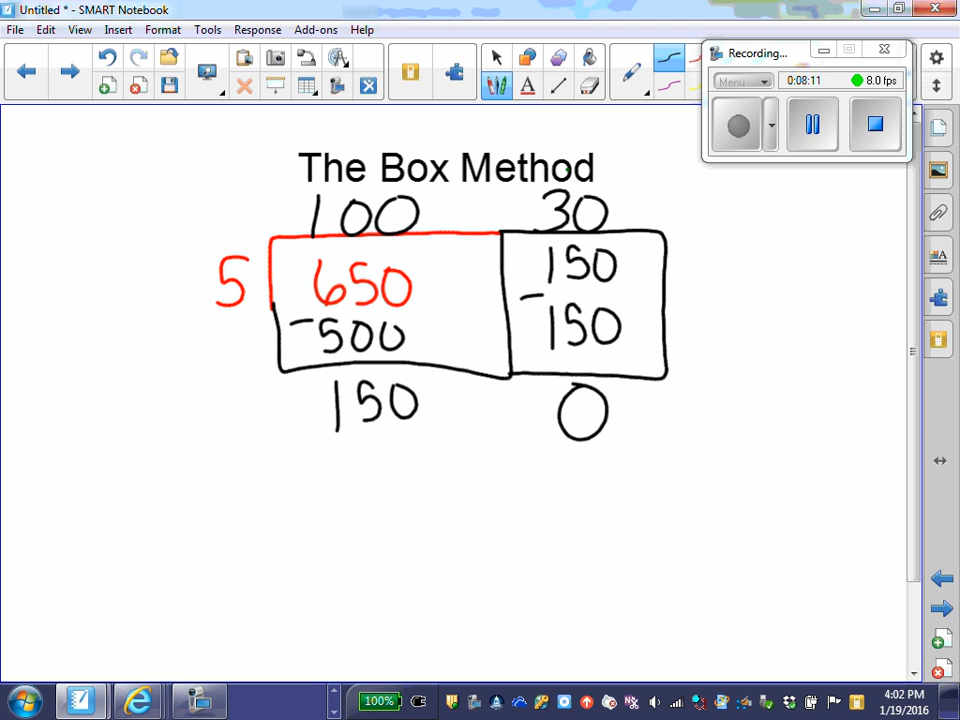 Untitled * - SMART Notebook
File Edit View Insert Format Tools Response Add-ons Help
Recording...
Menu 0:08:11 8.0 fps
The Box Method
100 30
5 650 150
-500 -150
150 0
100%
4:02 PM
1/19/2016